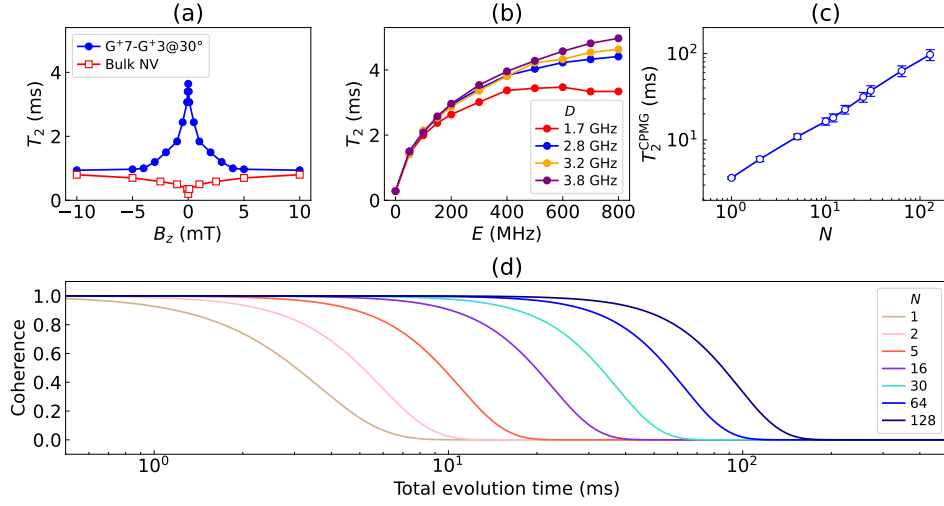 (a)
G⁺7-G⁺3@30°
Bulk NV
T₂ (ms)
0
2
4
−10
−5
0
5
10
B_z (mT)
(b)
T₂ (ms)
0
2
4
D
1.7 GHz
2.8 GHz
3.2 GHz
3.8 GHz
0
200
400
600
800
E (MHz)
(c)
T₂^CPMG (ms)
10²
10¹
10⁰
10¹
10²
N
(d)
Coherence
1.0
0.8
0.6
0.4
0.2
0.0
N
1
2
5
16
30
64
128
10⁰
10¹
10²
Total evolution time (ms)